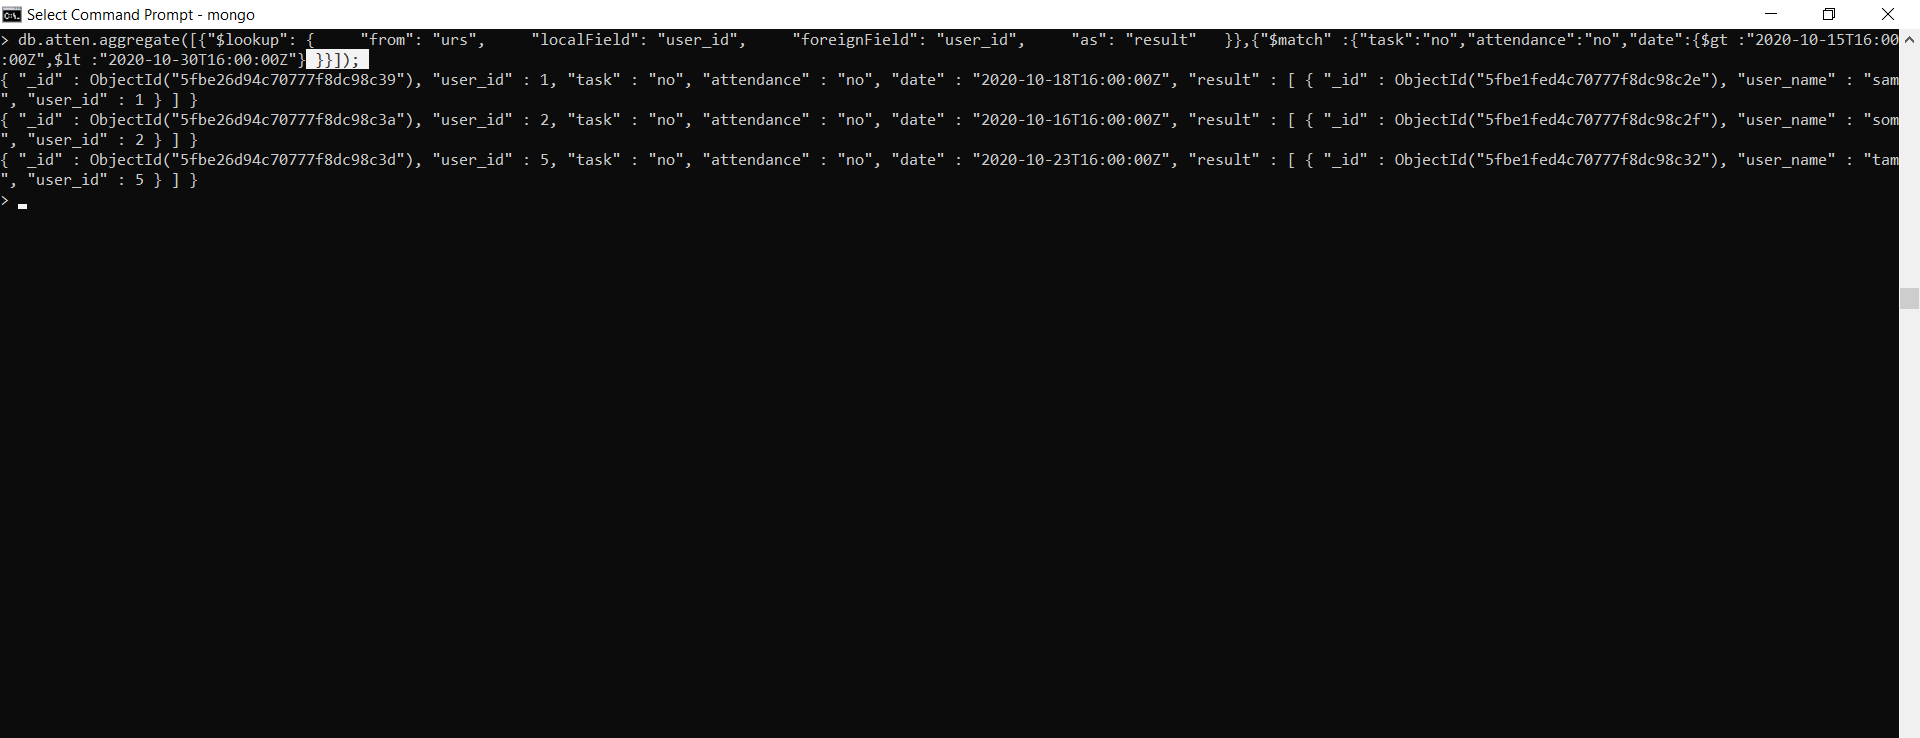 Select Command Prompt - mongo
> db.atten.aggregate([{"$lookup": {     "from": "urs",     "localField": "user_id",     "foreignField": "user_id",     "as": "result"   }},{"$match" :{"task":"no","attendance":"no","date":{$gt :"2020-10-15T16:00
:00Z",$lt :"2020-10-30T16:00:00Z"} }}]);
{ "_id" : ObjectId("5fbe26d94c70777f8dc98c39"), "user_id" : 1, "task" : "no", "attendance" : "no", "date" : "2020-10-18T16:00:00Z", "result" : [ { "_id" : ObjectId("5fbe1fed4c70777f8dc98c2e"), "user_name" : "sam
", "user_id" : 1 } ] }
{ "_id" : ObjectId("5fbe26d94c70777f8dc98c3a"), "user_id" : 2, "task" : "no", "attendance" : "no", "date" : "2020-10-16T16:00:00Z", "result" : [ { "_id" : ObjectId("5fbe1fed4c70777f8dc98c2f"), "user_name" : "som
", "user_id" : 2 } ] }
{ "_id" : ObjectId("5fbe26d94c70777f8dc98c3d"), "user_id" : 5, "task" : "no", "attendance" : "no", "date" : "2020-10-23T16:00:00Z", "result" : [ { "_id" : ObjectId("5fbe1fed4c70777f8dc98c32"), "user_name" : "tam
", "user_id" : 5 } ] }
>